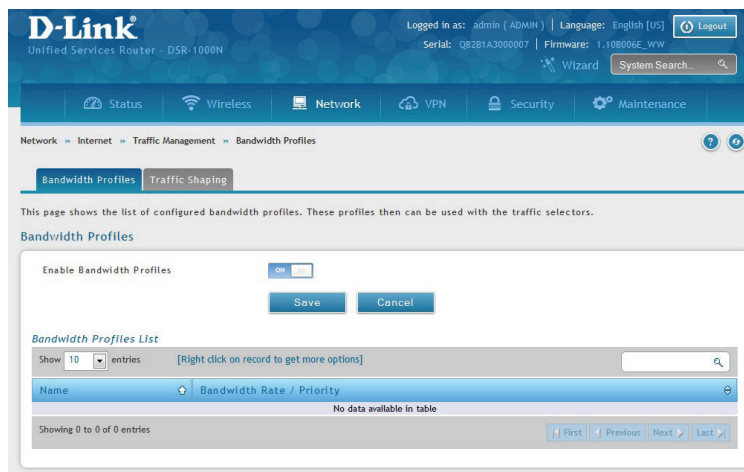 D-Link®
Unified Services Router - DSR-1000N
Logged in as: admin ( ADMIN ) | Language: English [US]
Logout
Serial: QB2B1A3000007 | Firmware: 1.10B006E_WW
Wizard
System Search...
Status
Wireless
Network
VPN
Security
Maintenance
Network » Internet » Traffic Management » Bandwidth Profiles
Bandwidth Profiles
Traffic Shaping
This page shows the list of configured bandwidth profiles. These profiles then can be used with the traffic selectors.
Bandwidth Profiles
Enable Bandwidth Profiles
ON
Save
Cancel
Bandwidth Profiles List
Show 10 entries
[Right click on record to get more options]
Name
Bandwidth Rate / Priority
No data available in table
Showing 0 to 0 of 0 entries
First
Previous
Next
Last